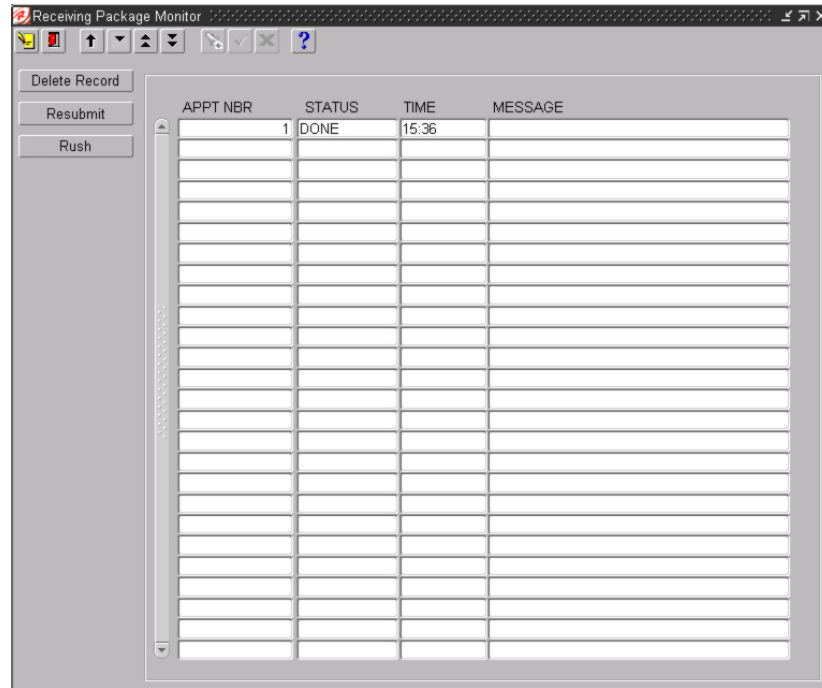 Receiving Package Monitor
?
Delete Record
Resubmit
Rush
APPT NBR STATUS TIME MESSAGE
1 DONE 15:36